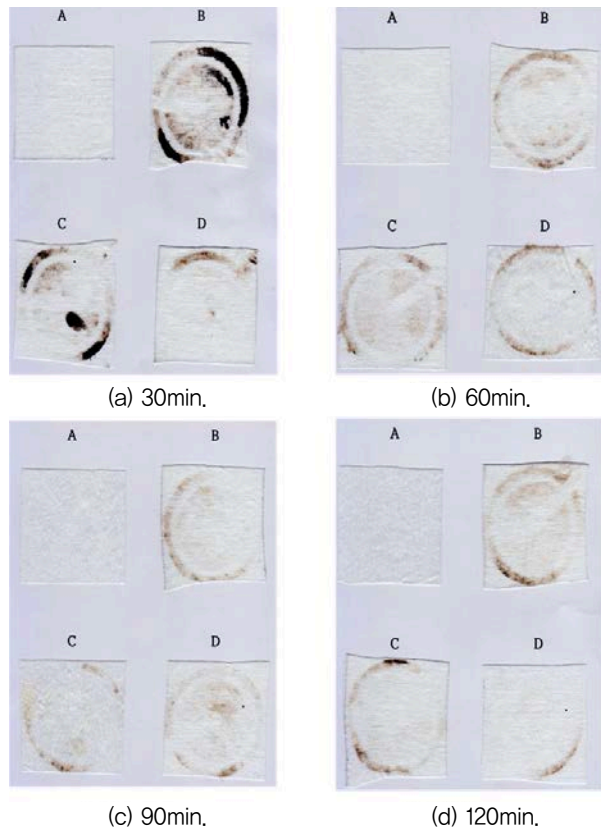 A B
C D
(a) 30min.
A B
C D
(b) 60min.
A B
C D
(c) 90min.
A B
C D
(d) 120min.